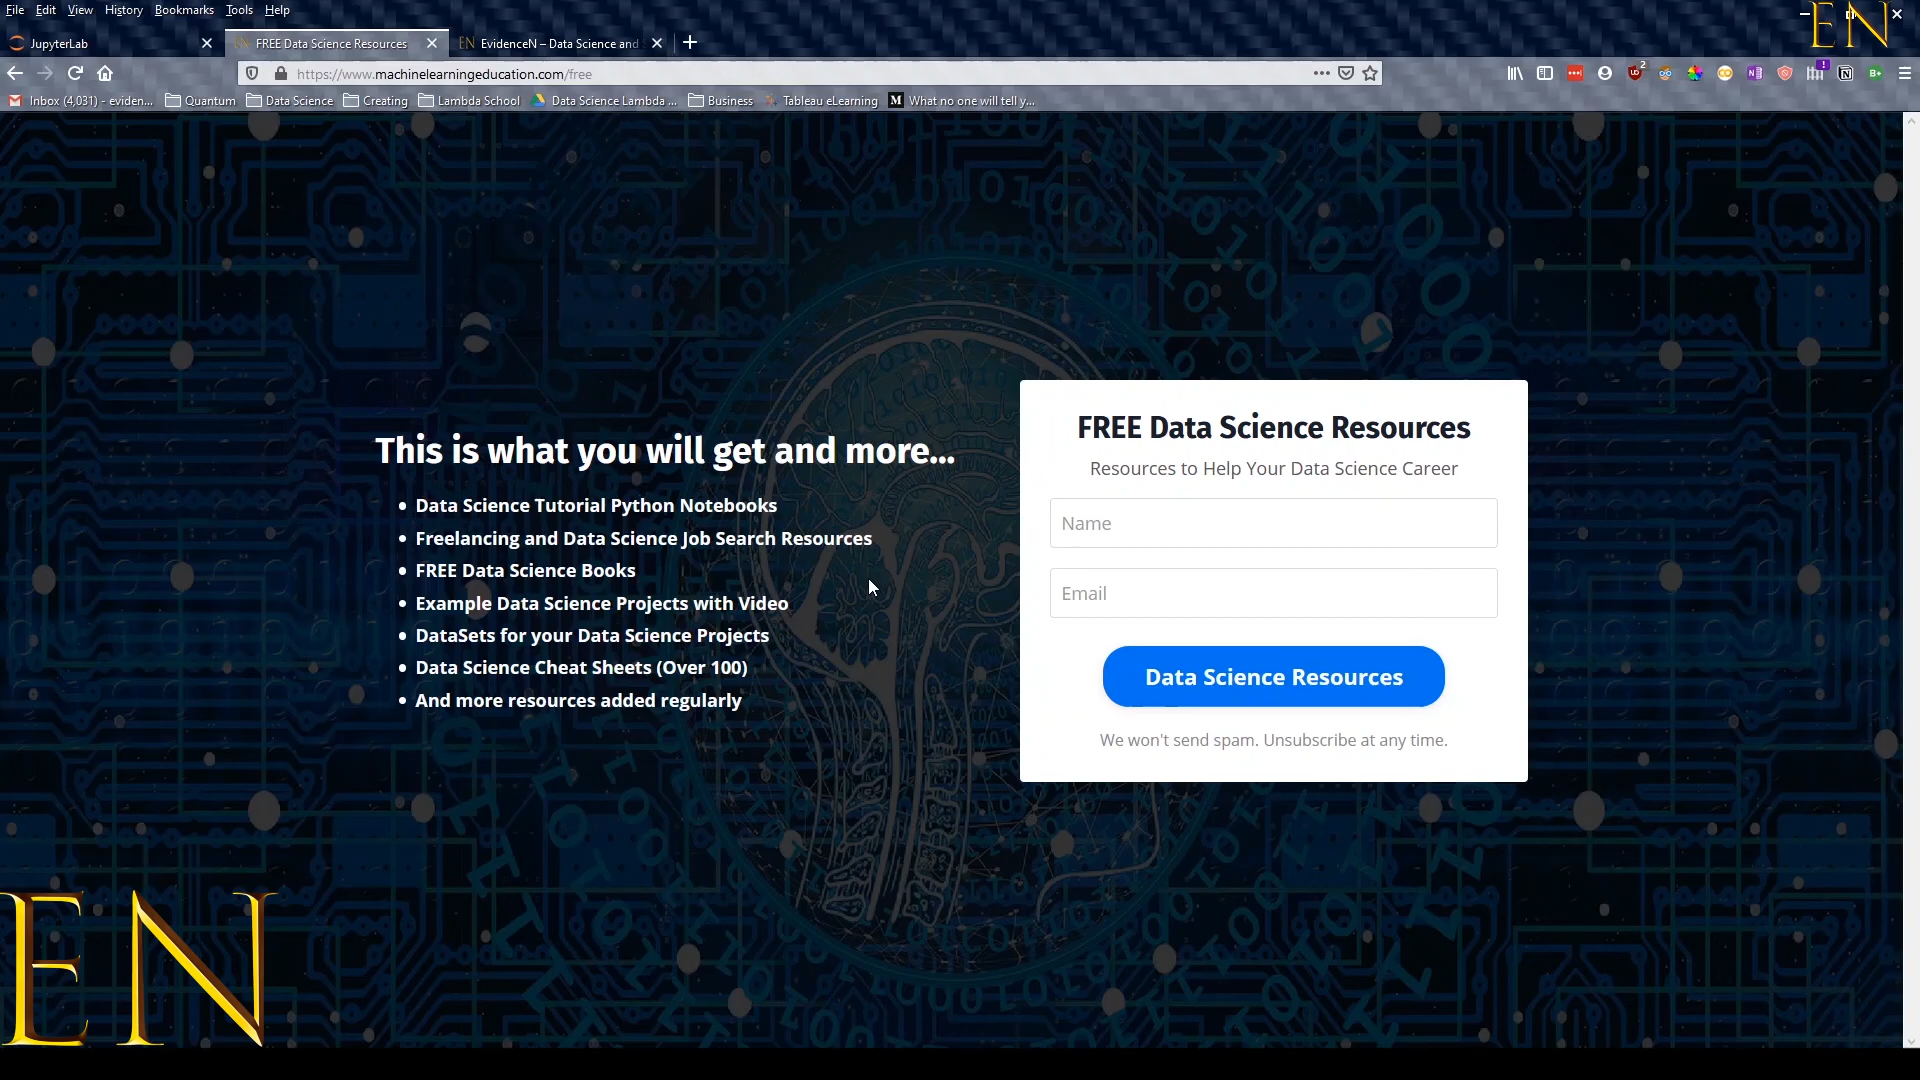 File Edit View History Bookmarks Tools Help
EN
JupyterLab
FREE Data Science Resources
EN EvidenceN – Data Science and
https://www.machinelearningeducation.com/free
2
!
B+
Inbox (4,031) - eviden...
Quantum
Data Science
Creating
Lambda School
Data Science Lambda ...
Business
Tableau eLearning
M What no one will tell y...
This is what you will get and more...
• Data Science Tutorial Python Notebooks
• Freelancing and Data Science Job Search Resources
• FREE Data Science Books
• Example Data Science Projects with Video
• DataSets for your Data Science Projects
• Data Science Cheat Sheets (Over 100)
• And more resources added regularly
FREE Data Science Resources
Resources to Help Your Data Science Career
Name
Email
Data Science Resources
We won't send spam. Unsubscribe at any time.
EN